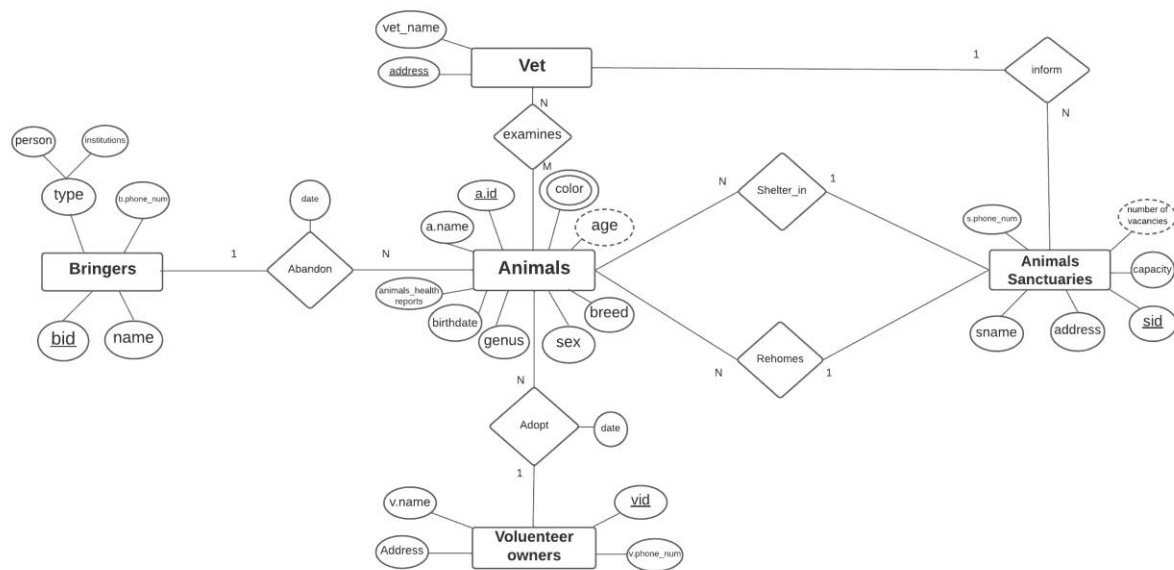 vet_name
Vet
address
1
inform
N
N
examines
M
person
institutions
type
b.phone_num
Bringers
bid
name
date
1
Abandon
N
a.id
color
a.name
age
Animals
animals_health
reports
birthdate
genus
sex
breed
N
Shelter_in
1
N
Rehomes
1
s.phone_num
number of
vacancies
Animals
Sanctuaries
capacity
sname
address
sid
N
Adopt
date
1
v.name
vid
Address
Voluenteer
owners
v.phone_num